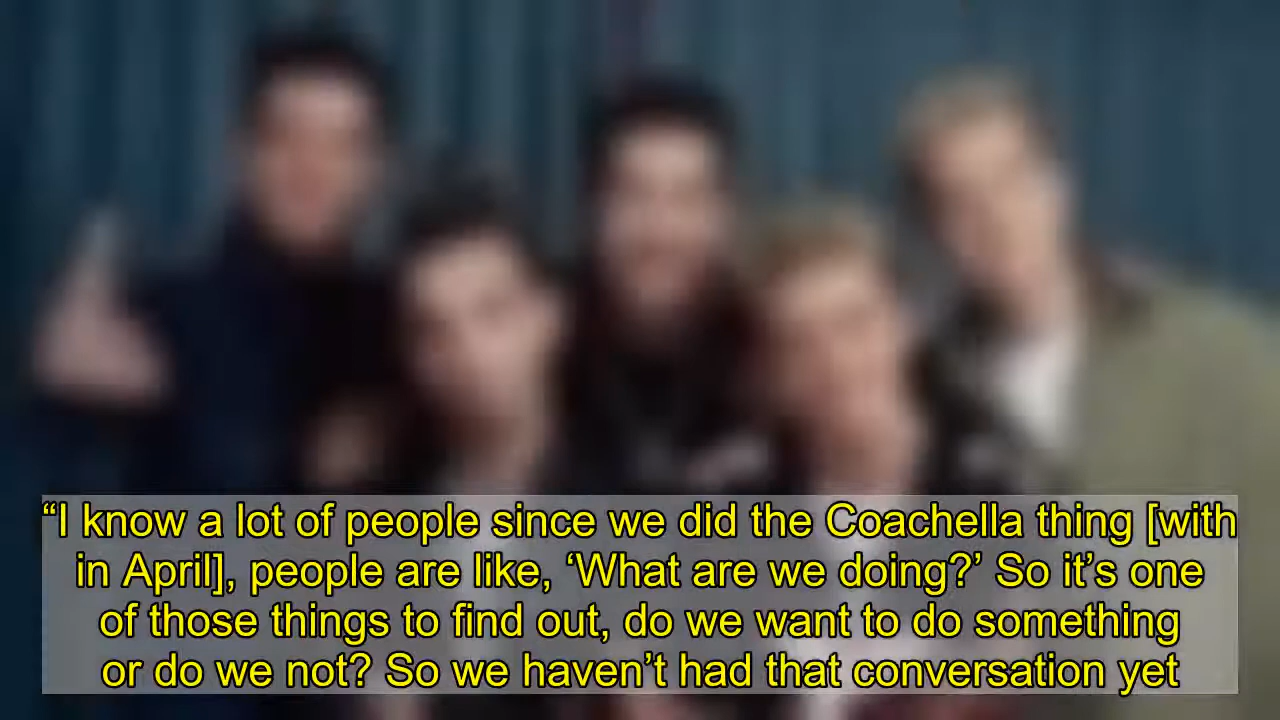 “I know a lot of people since we did the Coachella thing [with
in April], people are like, ‘What are we doing?’ So it’s one
of those things to find out, do we want to do something
or do we not? So we haven’t had that conversation yet